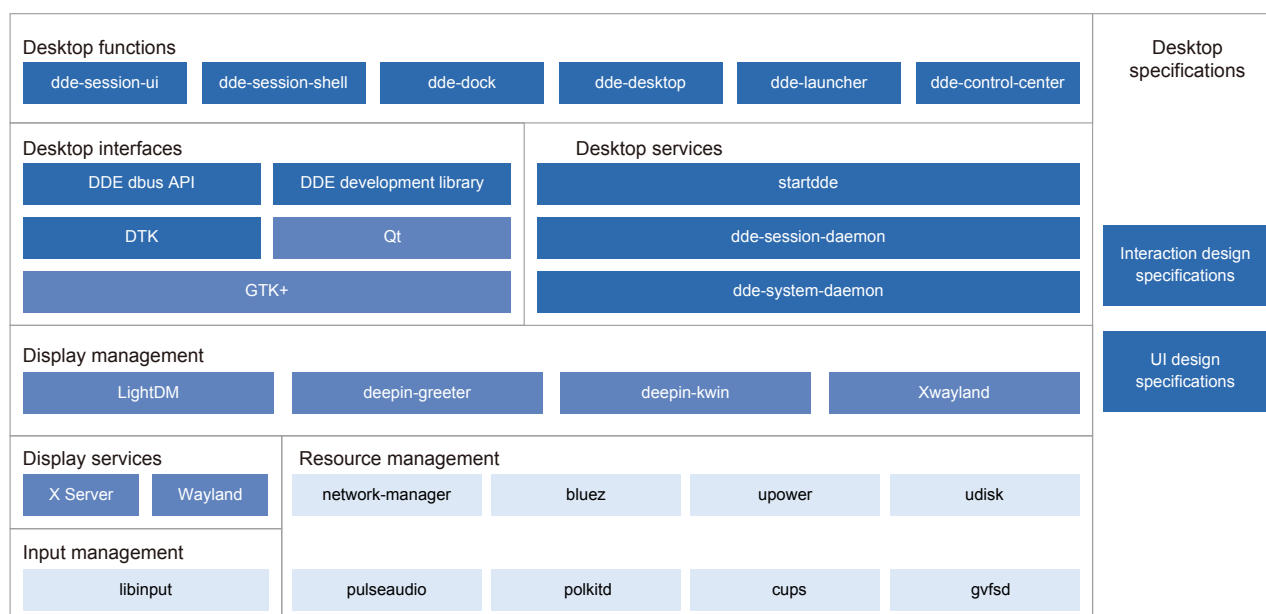 Desktop functions
dde-session-ui
dde-session-shell
dde-dock
dde-desktop
dde-launcher
dde-control-center
Desktop
specifications
Interaction design
specifications
UI design
specifications
Desktop interfaces
DDE dbus API
DDE development library
DTK
Qt
GTK+
Desktop services
startdde
dde-session-daemon
dde-system-daemon
Display management
LightDM
deepin-greeter
deepin-kwin
Xwayland
Display services
X Server
Wayland
Resource management
network-manager
bluez
upower
udisk
pulseaudio
polkitd
cups
gvfsd
Input management
libinput